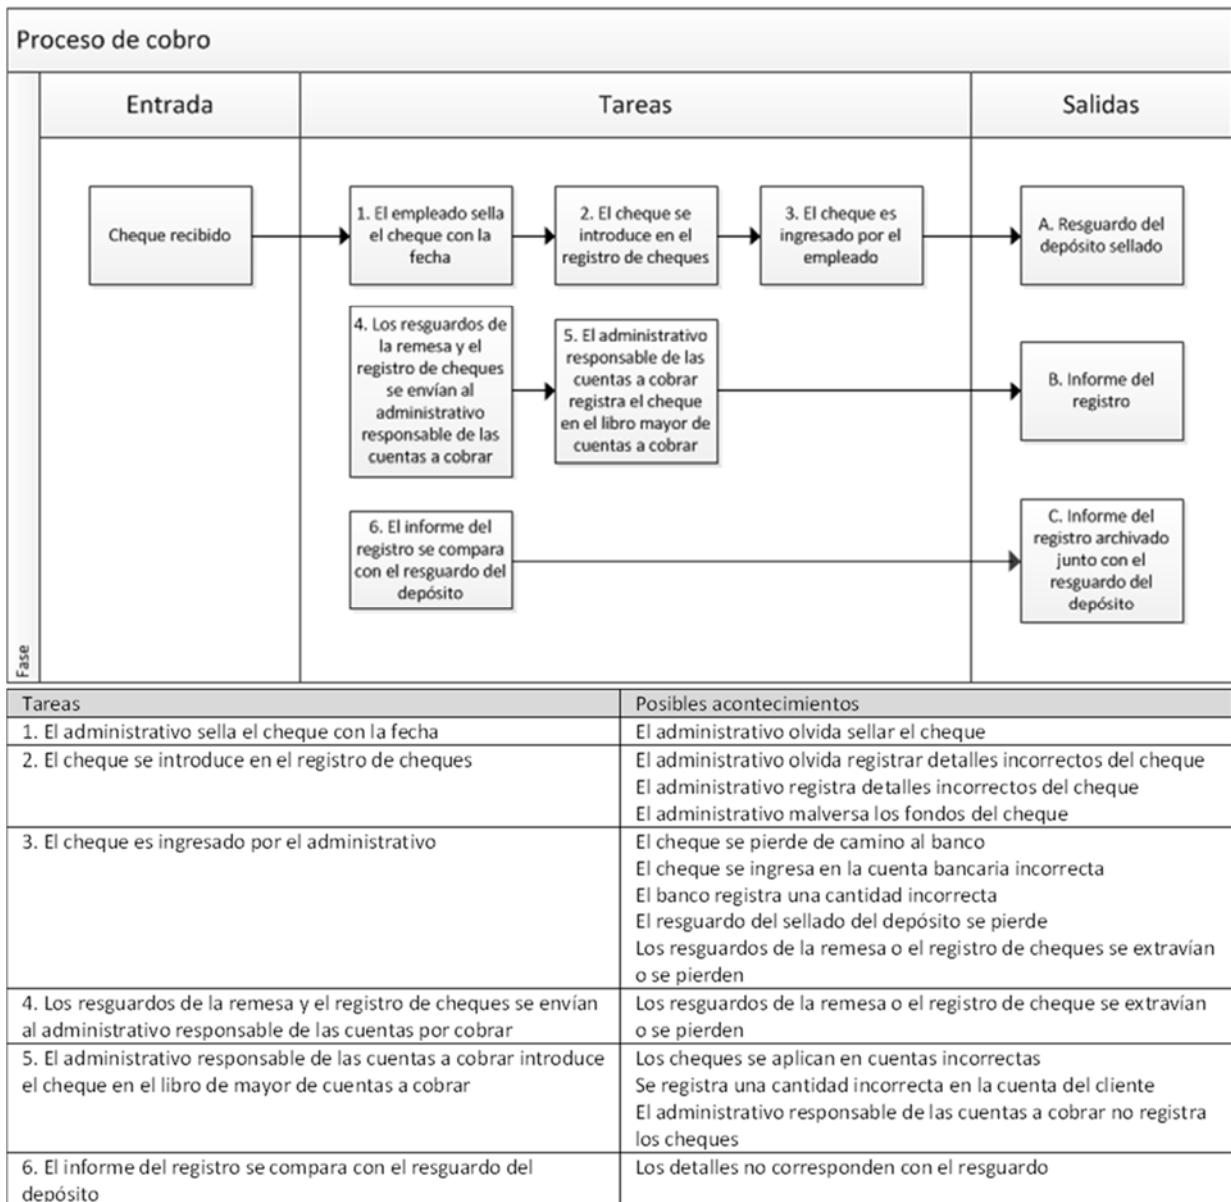 Proceso de cobro
Fase
Entrada
Tareas
Salidas
Cheque recibido
1. El empleado sella
el cheque con la
fecha
2. El cheque se
introduce en el
registro de cheques
3. El cheque es
ingresado por el
empleado
A. Resguardo del
depósito sellado
4. Los resguardos de
la remesa y el
registro de cheques
se envían al
administrativo
responsable de las
cuentas a cobrar
5. El administrativo
responsable de las
cuentas a cobrar
registra el cheque
en el libro mayor de
cuentas a cobrar
B. Informe del
registro
6. El informe del
registro se compara
con el resguardo del
depósito
C. Informe del
registro archivado
junto con el
resguardo del
depósito
Tareas
Posibles acontecimientos
1. El administrativo sella el cheque con la fecha
El administrativo olvida sellar el cheque
2. El cheque se introduce en el registro de cheques
El administrativo olvida registrar detalles incorrectos del cheque
El administrativo registra detalles incorrectos del cheque
El administrativo malversa los fondos del cheque
3. El cheque es ingresado por el administrativo
El cheque se pierde de camino al banco
El cheque se ingresa en la cuenta bancaria incorrecta
El banco registra una cantidad incorrecta
El resguardo del sellado del depósito se pierde
Los resguardos de la remesa o el registro de cheques se extravían
o se pierden
4. Los resguardos de la remesa y el registro de cheques se envían
al administrativo responsable de las cuentas por cobrar
Los resguardos de la remesa o el registro de cheque se extravían
o se pierden
5. El administrativo responsable de las cuentas a cobrar introduce
el cheque en el libro de mayor de cuentas a cobrar
Los cheques se aplican en cuentas incorrectas
Se registra una cantidad incorrecta en la cuenta del cliente
El administrativo responsable de las cuentas a cobrar no registra
los cheques
6. El informe del registro se compara con el resguardo del
depósito
Los detalles no corresponden con el resguardo